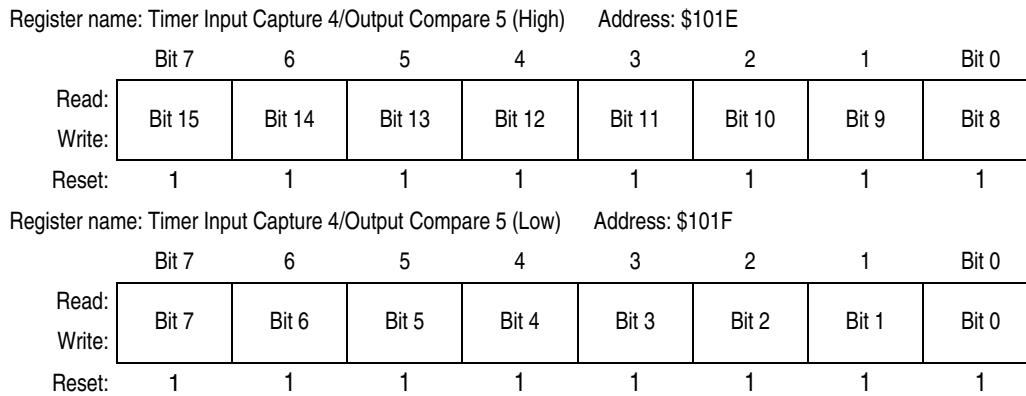 Register name: Timer Input Capture 4/Output Compare 5 (High) Address: $101E
Bit 7 6 5 4 3 2 1 Bit 0
Read:
Bit 15 Bit 14 Bit 13 Bit 12 Bit 11 Bit 10 Bit 9 Bit 8
Write:
Reset: 1 1 1 1 1 1 1 1
Register name: Timer Input Capture 4/Output Compare 5 (Low) Address: $101F
Bit 7 6 5 4 3 2 1 Bit 0
Read:
Bit 7 Bit 6 Bit 5 Bit 4 Bit 3 Bit 2 Bit 1 Bit 0
Write:
Reset: 1 1 1 1 1 1 1 1